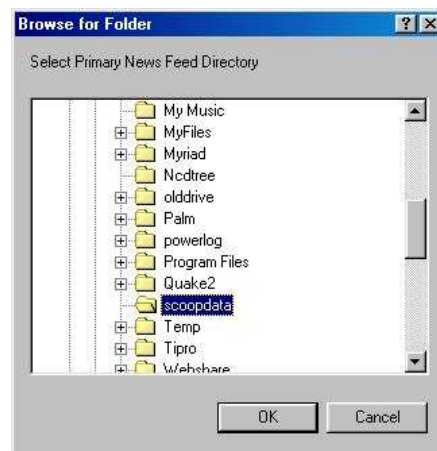 Browse for Folder
Select Primary News Feed Directory
My Music
MyFiles
Myriad
Ncdtree
olddrive
Palm
powerlog
Program Files
Quake2
scoopdata
Temp
Tipro
Webshare
OK Cancel